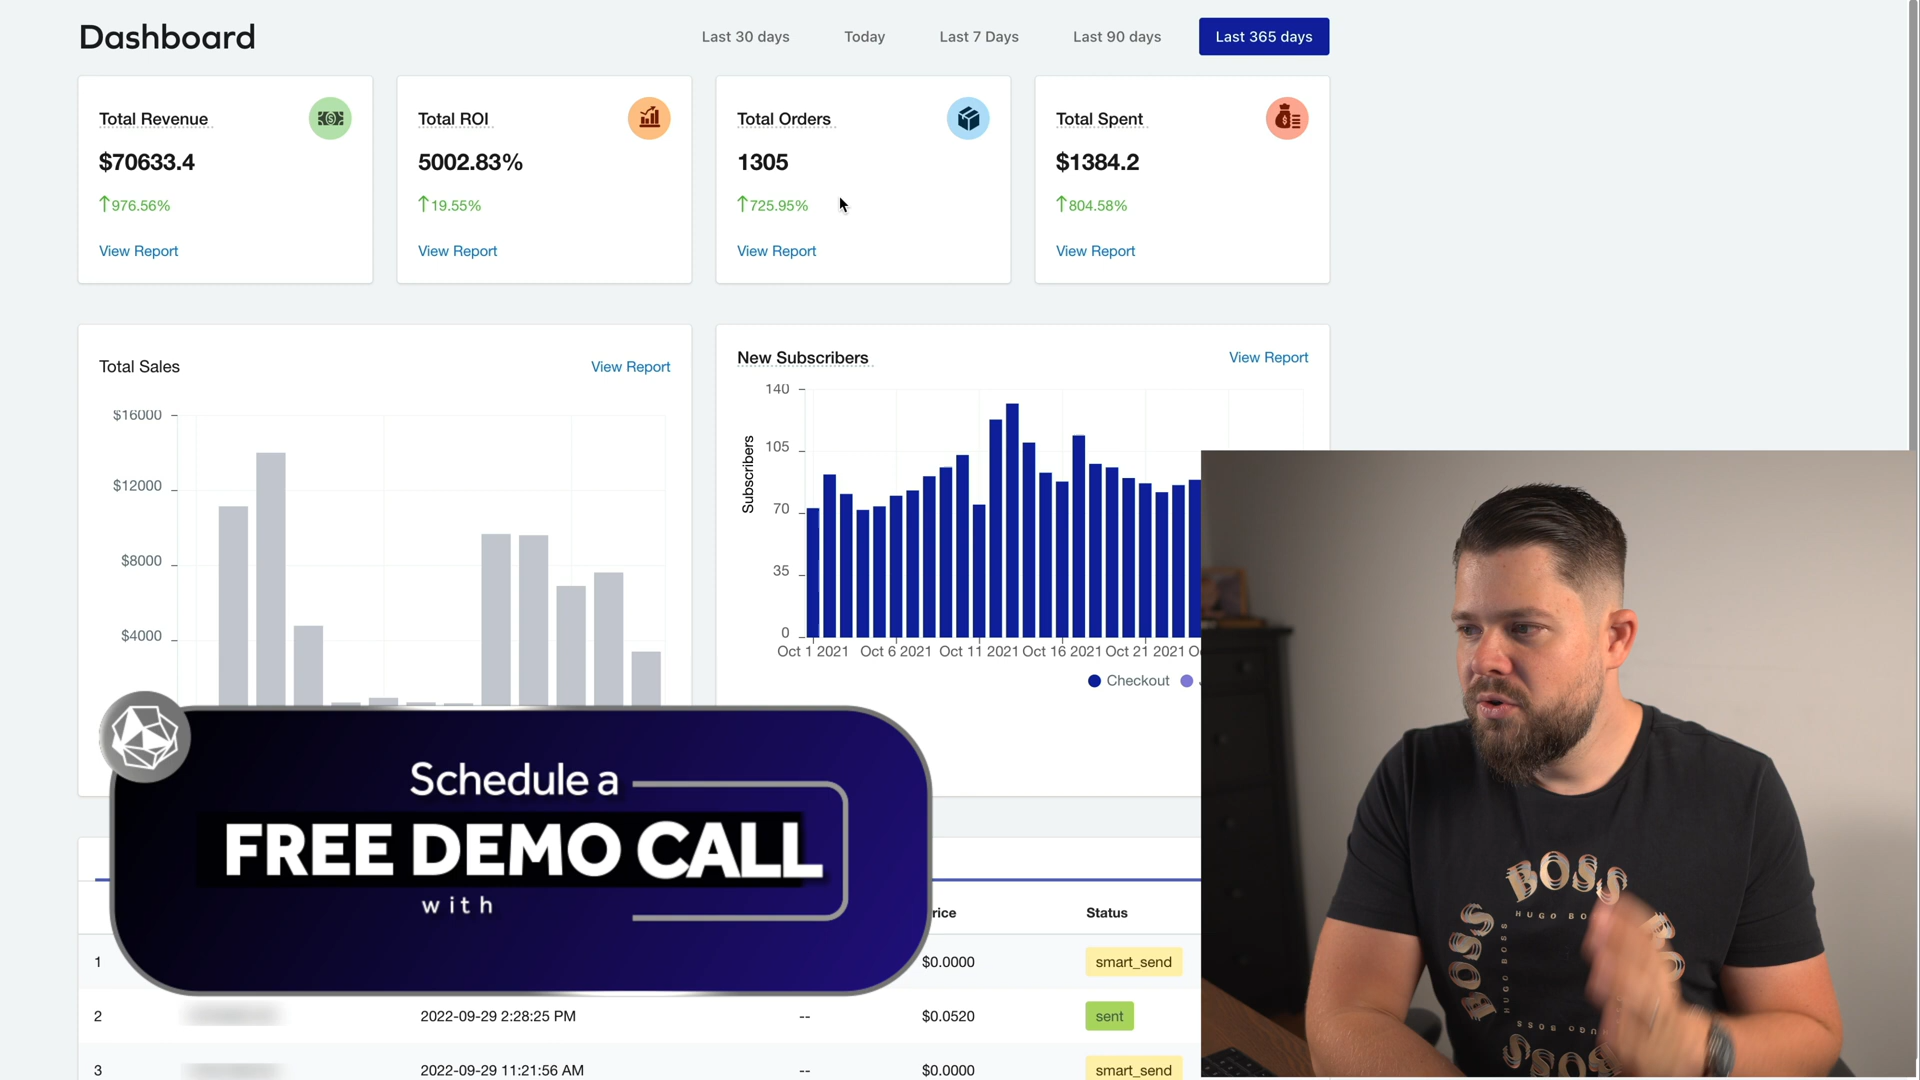 Dashboard
Last 30 days
Today
Last 7 Days
Last 90 days
Last 365 days
Total Revenue
$70633.4
↑976.56%
View Report
Total ROI
5002.83%
↑19.55%
View Report
Total Orders
1305
↑725.95%
View Report
Total Spent
$1384.2
↑804.58%
View Report
Total Sales
View Report
$16000
$12000
$8000
$4000
New Subscribers
View Report
Subscribers
140
105
70
35
0
Oct 1 2021
Oct 6 2021
Oct 11 2021
Oct 16 2021
Oct 21 2021
Checkout
Schedule a
FREE DEMO CALL
with
Status
1
$0.0000
smart_send
2
2022-09-29 2:28:25 PM
--
$0.0520
sent
3
2022-09-29 11:21:56 AM
--
$0.0000
smart_send
BOSS
HUGO BO
BOSS
HUGO BOSS
BOSS